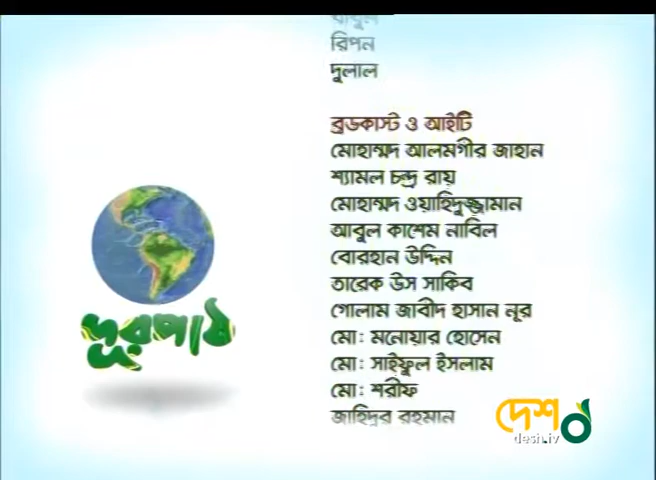 বাবুল
রিপন
দুলাল
ব্রডকাস্ট ও আইটি
মোহাম্মদ আলমগীর জাহান
শ্যামল চন্দ্র রায়
মোহাম্মদ ওয়াহিদুজ্জামান
আবুল কাশেম নাবিল
বোরহান উদ্দিন
তারেক উস সাকিব
গোলাম জাবীদ হাসান নূর
মো: মনোয়ার হোসেন
মো: সাইফুল ইসলাম
মো: শরীফ
জাহিদুর রহমান
দূরপাঠ
দেশ
desh.tv